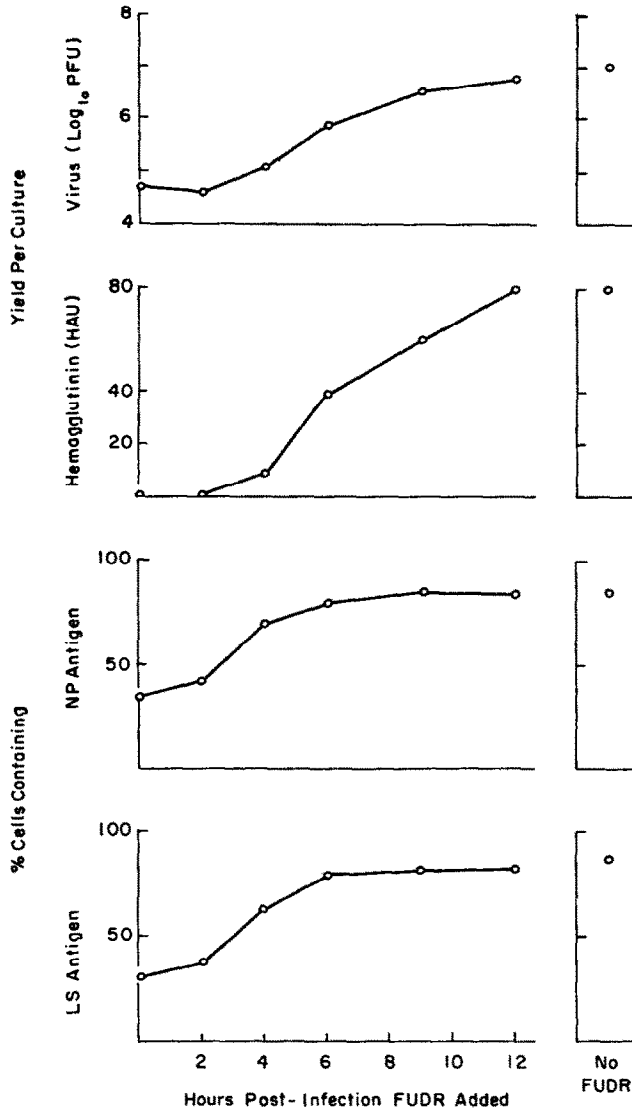 Yield Per Culture
Virus (Log₁₀ PFU)
8
6
4
Hemagglutinin (HAU)
80
40
20
% Cells Containing
NP Antigen
100
50
LS Antigen
100
50
2 4 6 8 10 12
Hours Post-Infection FUDR Added
No
FUDR